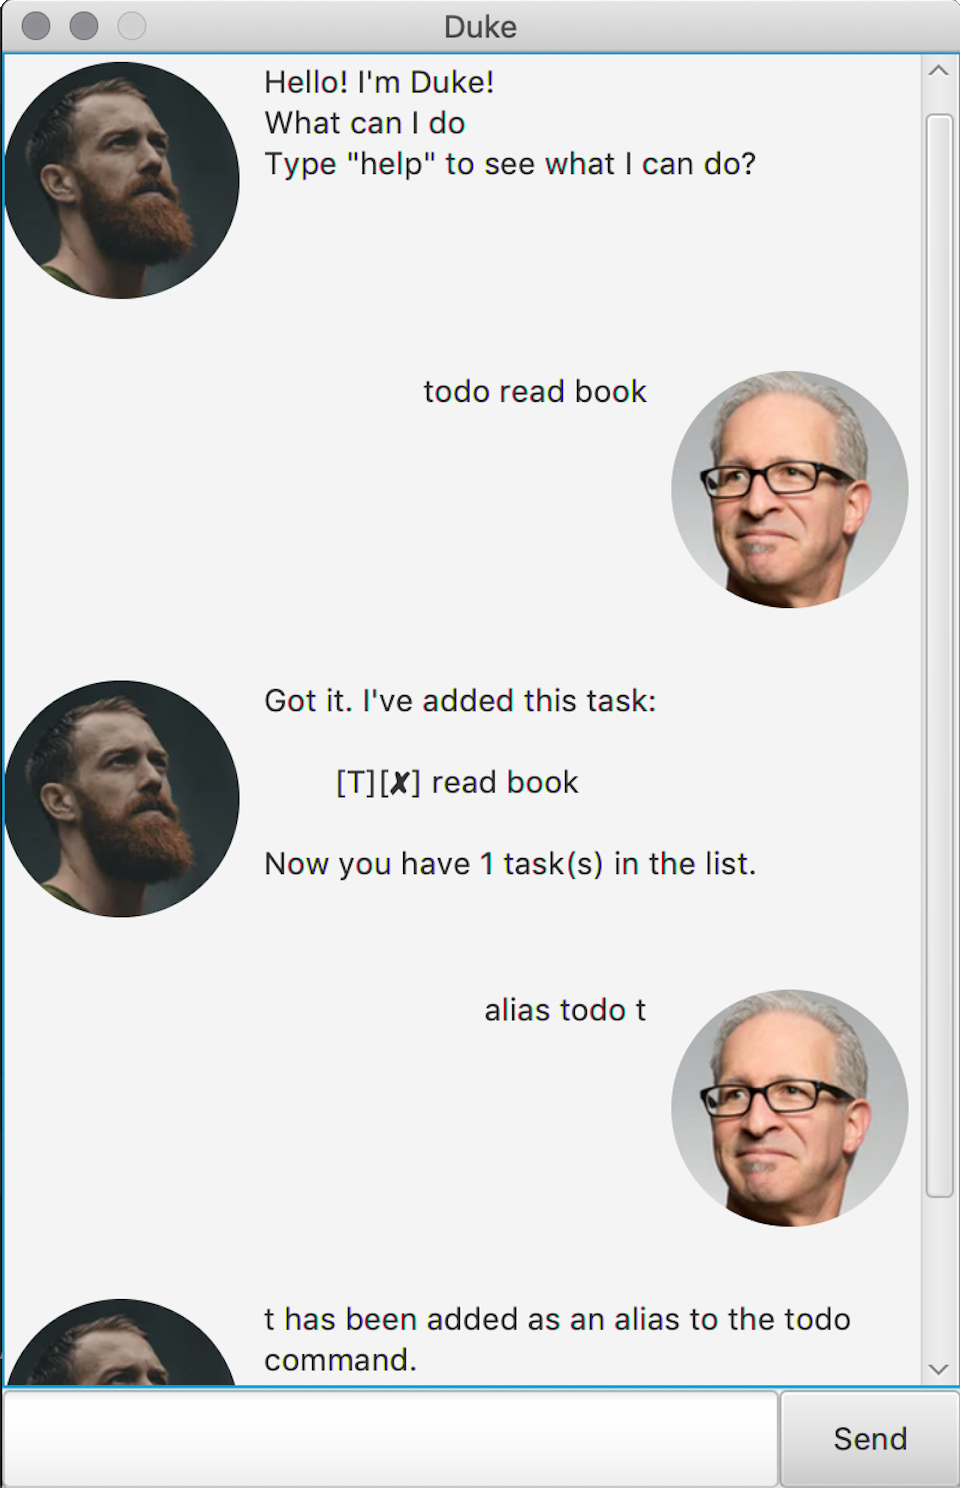 Duke
Hello! I'm Duke!
What can I do
Type "help" to see what I can do?
todo read book
Got it. I've added this task:
[T][✘] read book
Now you have 1 task(s) in the list.
alias todo t
t has been added as an alias to the todo
command.
Send